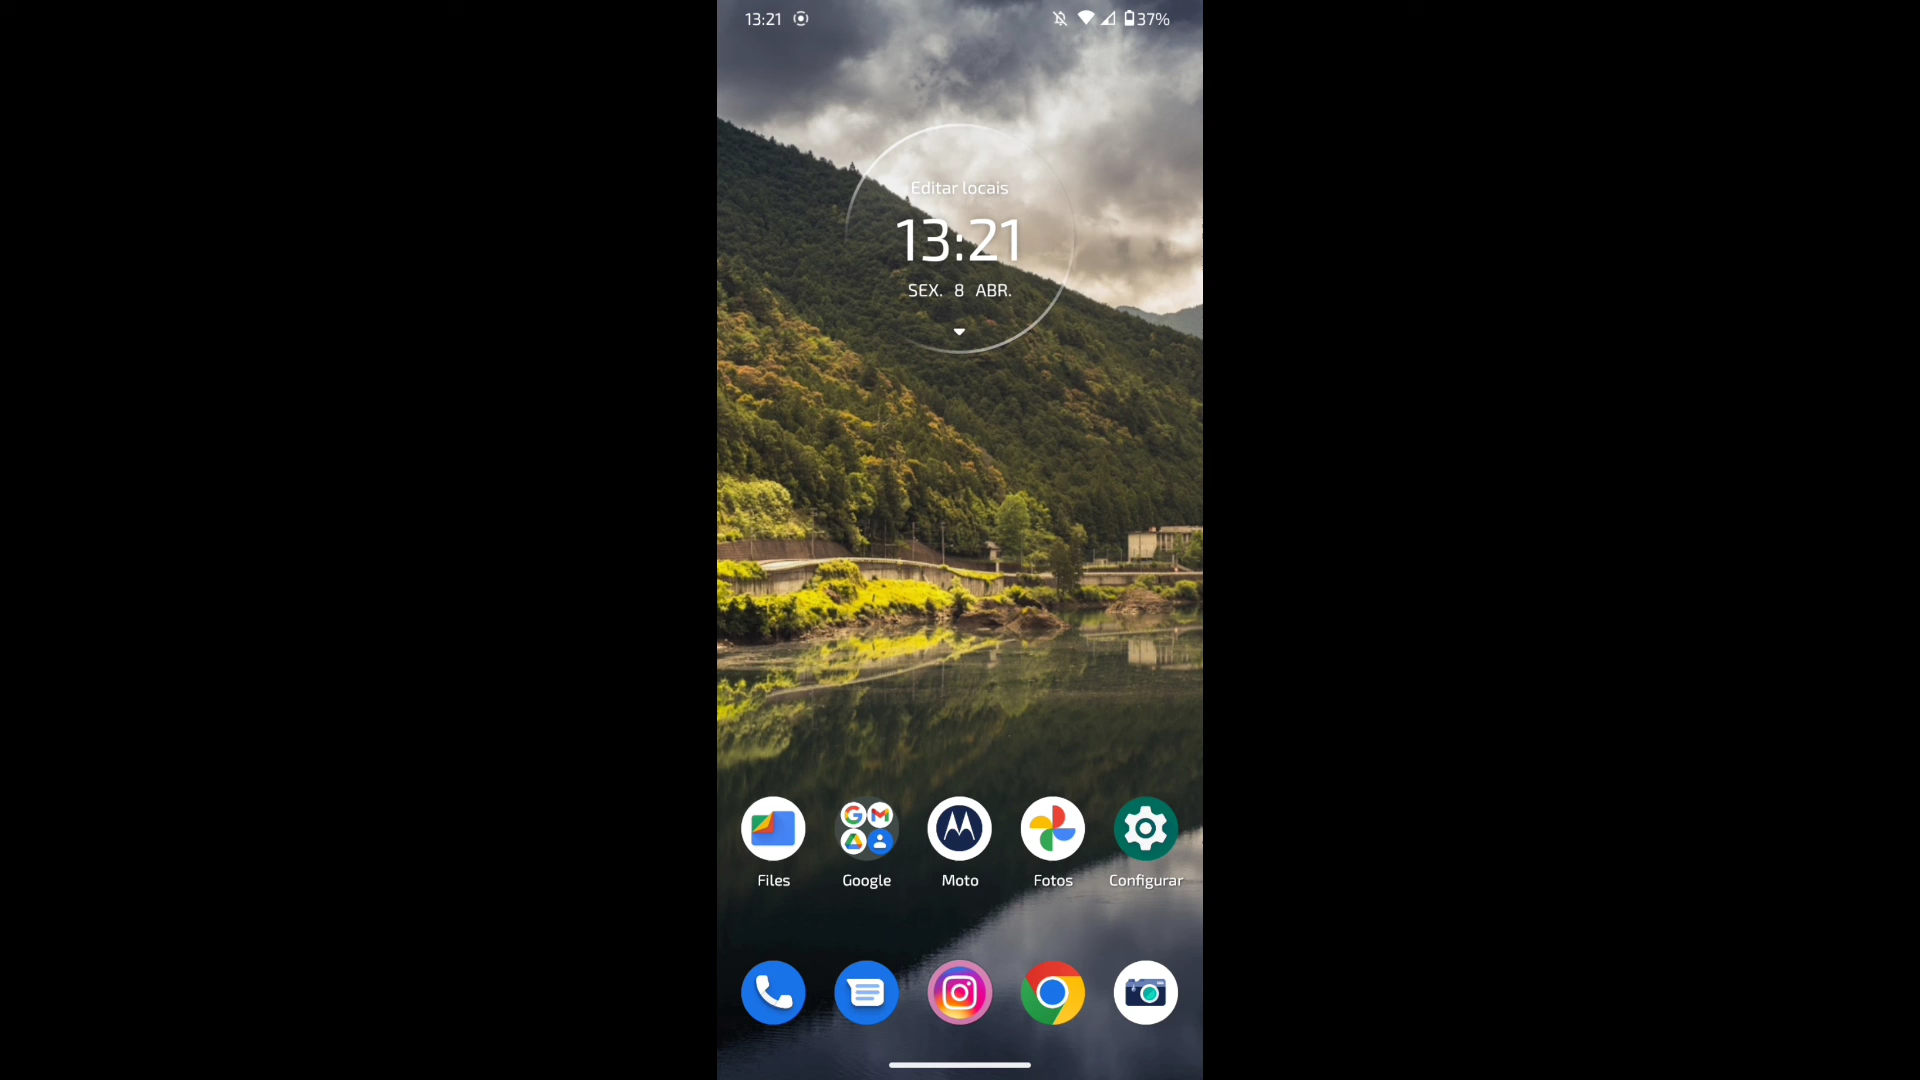 13:21
37%
Editar locais
13:21
SEX. 8 ABR.
Files
Google
Moto
Fotos
Configurar